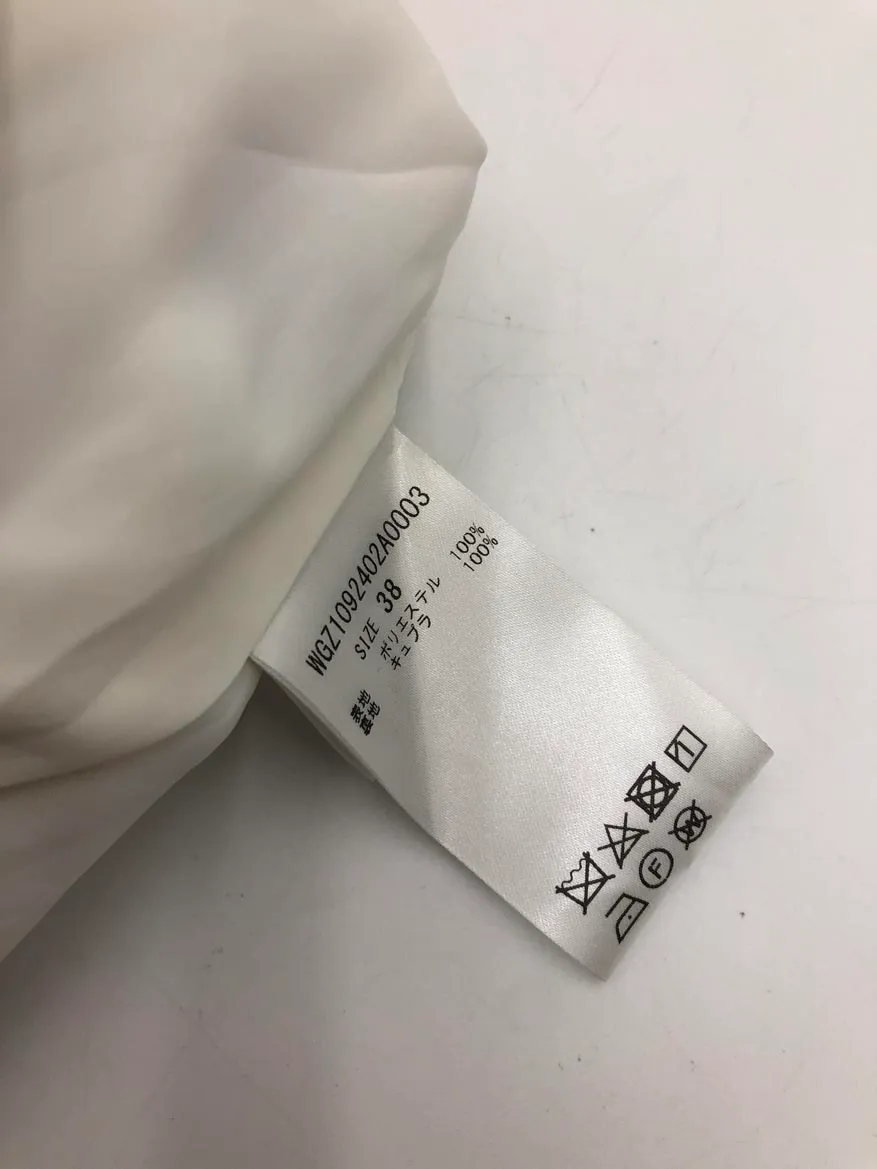 WGZ1092402A0003
SIZE 38
表地 ポリエステル 100%
裏地 キュプラ 100%
F
W